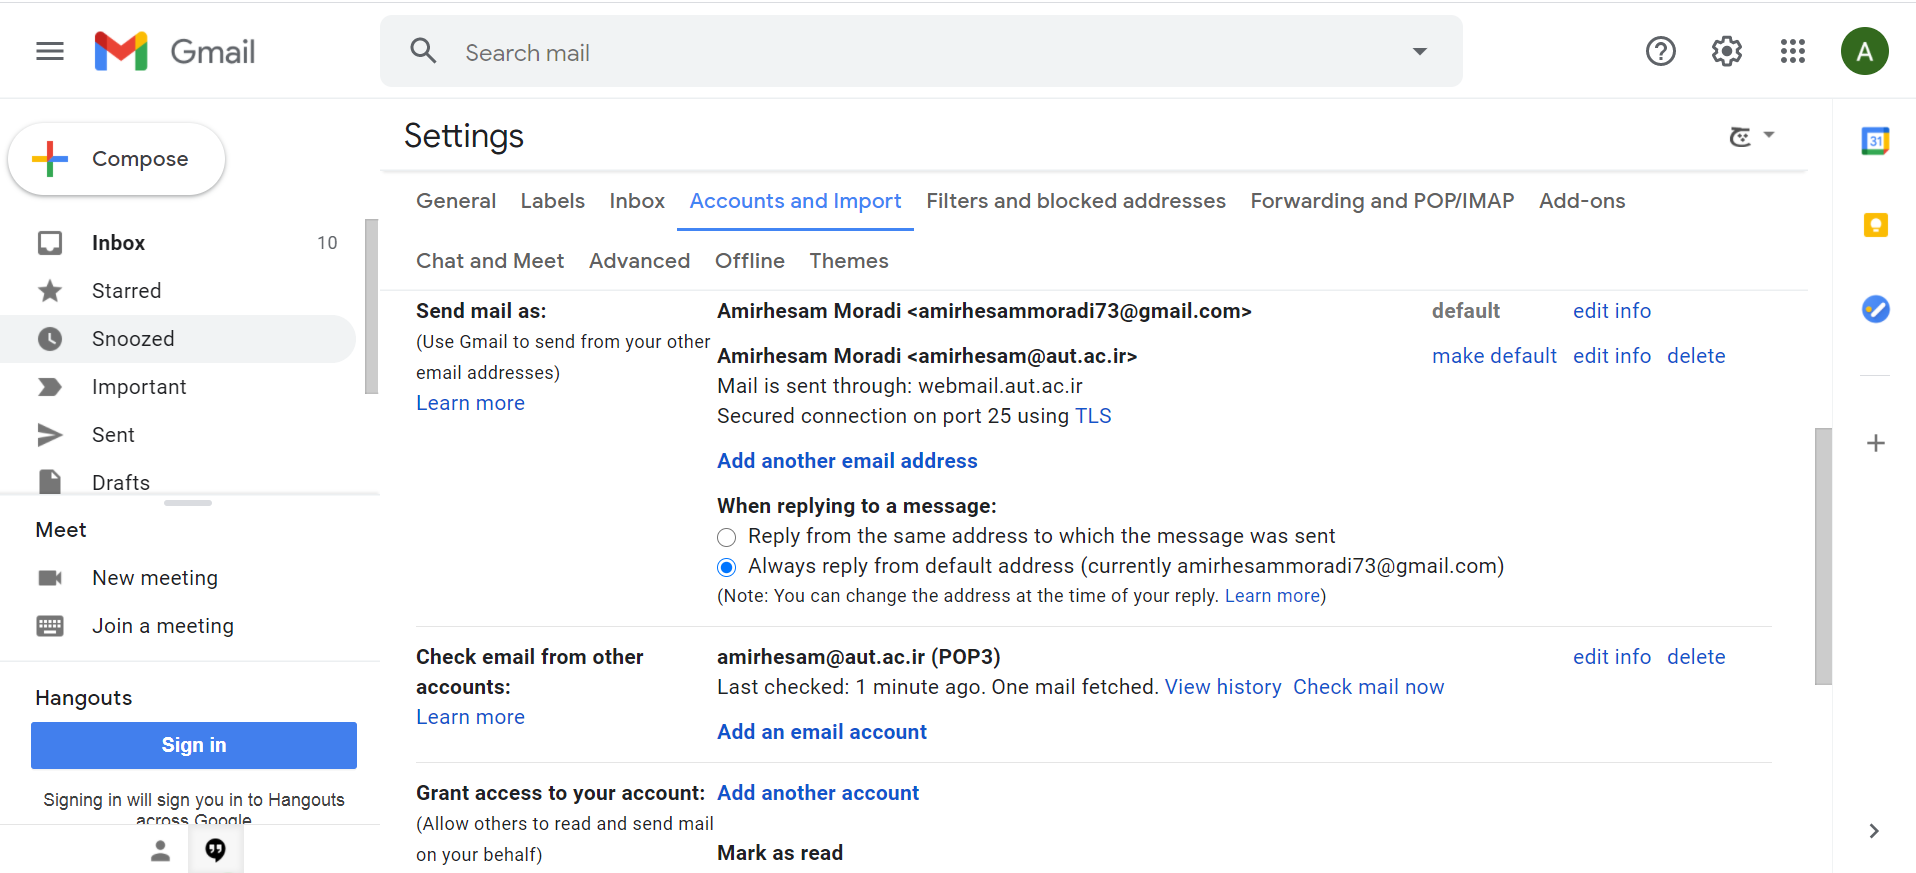 Gmail
Search mail
A
Compose
Inbox 10
Starred
Snoozed
Important
Sent
Drafts
Meet
New meeting
Join a meeting
Hangouts
Sign in
Signing in will sign you in to Hangouts
across Google
Settings
General Labels Inbox Accounts and Import Filters and blocked addresses Forwarding and POP/IMAP Add-ons
Chat and Meet Advanced Offline Themes
Send mail as:
(Use Gmail to send from your other
email addresses)
Learn more
Amirhesam Moradi <amirhesammoradi73@gmail.com> default edit info
Amirhesam Moradi <amirhesam@aut.ac.ir> make default edit info delete
Mail is sent through: webmail.aut.ac.ir
Secured connection on port 25 using TLS
Add another email address
When replying to a message:
Reply from the same address to which the message was sent
Always reply from default address (currently amirhesammoradi73@gmail.com)
(Note: You can change the address at the time of your reply. Learn more)
Check email from other
accounts:
Learn more
amirhesam@aut.ac.ir (POP3) edit info delete
Last checked: 1 minute ago. One mail fetched. View history Check mail now
Add an email account
Grant access to your account:
(Allow others to read and send mail
on your behalf)
Add another account
Mark as read
31